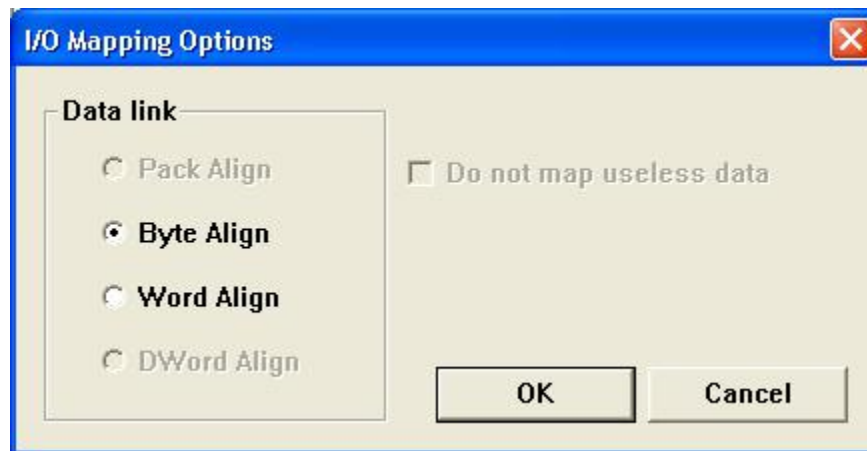 I/O Mapping Options
Data link
Pack Align
Do not map useless data
Byte Align
Word Align
DWord Align
OK
Cancel